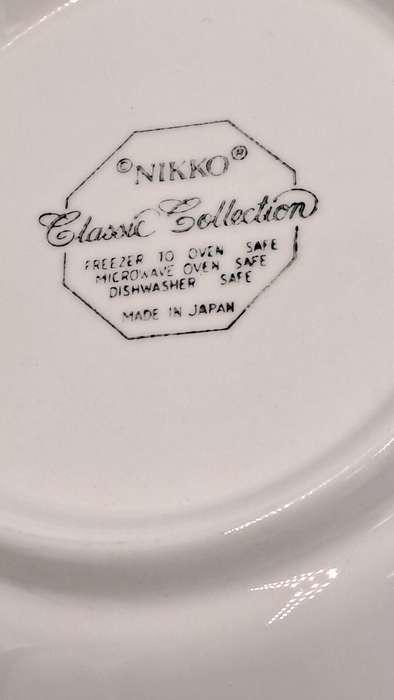 ©NIKKO®
Classic Collection
FREEZER TO OVEN SAFE
MICROWAVE OVEN SAFE
DISHWASHER SAFE
MADE IN JAPAN